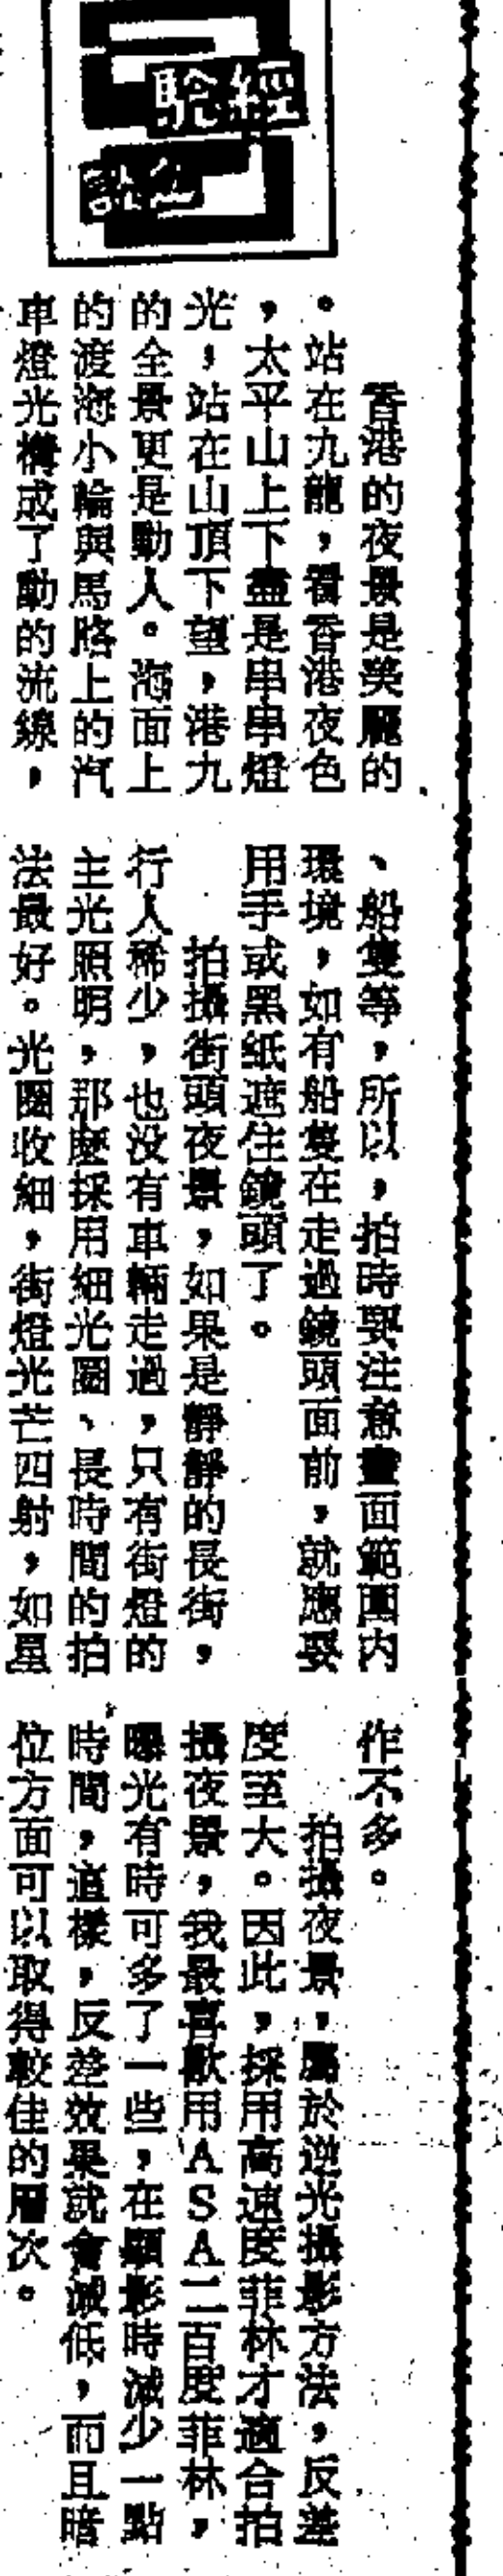 經驗
談
香港的夜景是美麗的
。站在九龍，看香港夜色
，太平山上下盡是串串燈
光，站在山頂下望，港九
的全景更是動人。海面上
的渡海小輪與馬路上的汽
車燈光構成了動的流線，
、船隻等，所以，拍時要注意畫面範圍內
環境，如有船隻在走過鏡頭面前，就應要
用手或黑紙遮住鏡頭了。
拍攝街頭夜景，如果是靜靜的長街，
行人稀少，也没有車輛走過，只有街燈的
主光照明，那麽採用細光圈、長時間的拍
法最好。光圈收細，街燈光芒四射，如星
作不多。
拍攝夜景，屬於逆光攝影方法，反差
度至大。因此，採用高速度菲林才適合拍
攝夜景，我最喜歡用ASA二百度菲林，
曝光有時可多了一些，在顯影時減少一點
時間，這樣，反差效果就會減低，而且暗
位方面可以取得較佳的層次。